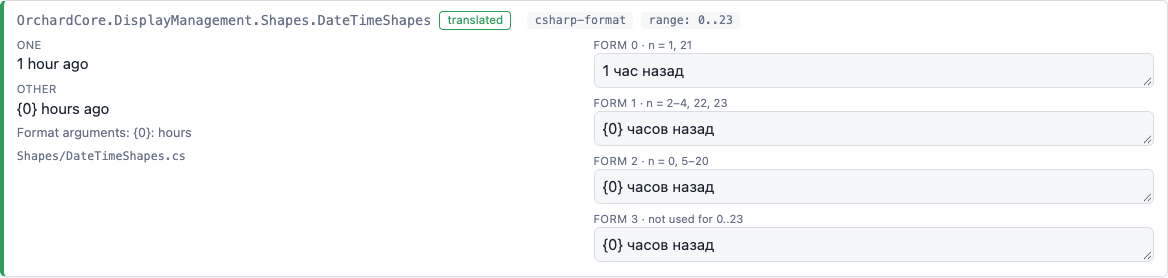 OrchardCore.DisplayManagement.Shapes.DateTimeShapes translated csharp-format range: 0..23
ONE
1 hour ago
OTHER
{0} hours ago
Format arguments: {0}: hours
Shapes/DateTimeShapes.cs
FORM 0 · n = 1, 21
1 час назад
FORM 1 · n = 2–4, 22, 23
{0} часов назад
FORM 2 · n = 0, 5–20
{0} часов назад
FORM 3 · not used for 0..23
{0} часов назад